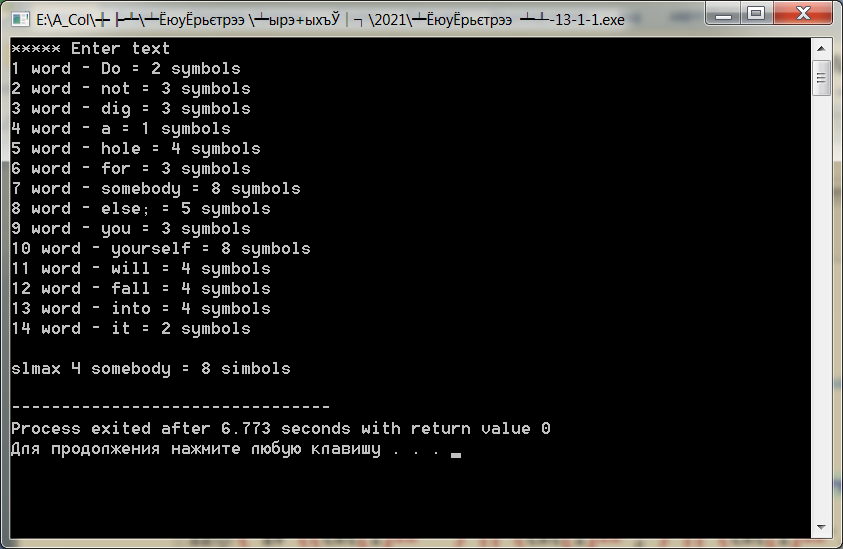 E:\A_Col\ \2021\ -13-1-1.exe
***** Enter text
1 word - Do = 2 symbols
2 word - not = 3 symbols
3 word - dig = 3 symbols
4 word - a = 1 symbols
5 word - hole = 4 symbols
6 word - for = 3 symbols
7 word - somebody = 8 symbols
8 word - else; = 5 symbols
9 word - you = 3 symbols
10 word - yourself = 8 symbols
11 word - will = 4 symbols
12 word - fall = 4 symbols
13 word - into = 4 symbols
14 word - it = 2 symbols
slmax 4 somebody = 8 simbols
--------------------------------
Process exited after 6.773 seconds with return value 0
Для продолжения нажмите любую клавишу . . .